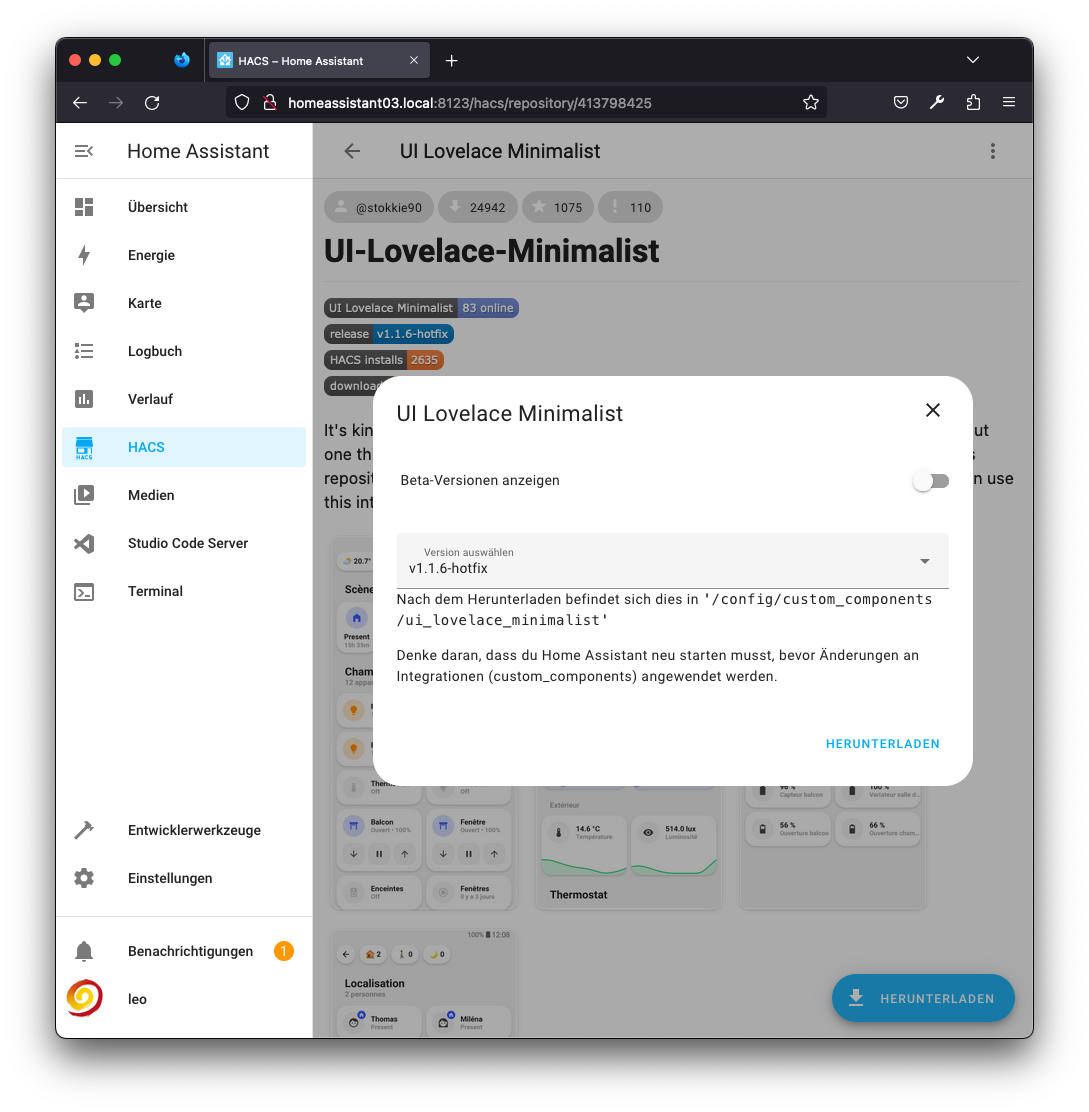 HACS – Home Assistant
homeassistant03.local:8123/hacs/repository/413798425
Home Assistant
UI Lovelace Minimalist
Übersicht
Energie
Karte
Logbuch
Verlauf
HACS
HACS
Medien
Studio Code Server
Terminal
Entwicklerwerkzeuge
Einstellungen
Benachrichtigungen 1
leo
@stokkie90 24942 1075 110
UI-Lovelace-Minimalist
UI Lovelace Minimalist 83 online
release v1.1.6-hotfix
HACS installs 2635
download
It's kin ut
one th s
reposit n use
this int
UI Lovelace Minimalist
Beta-Versionen anzeigen
Version auswählen
v1.1.6-hotfix
Nach dem Herunterladen befindet sich dies in '/config/custom_components
/ui_lovelace_minimalist'
Denke daran, dass du Home Assistant neu starten musst, bevor Änderungen an
Integrationen (custom_components) angewendet werden.
HERUNTERLADEN
20.7°
Scène
Present
15h 35m
Cham
12 appar
Therm
Off
Off
Balcon
Ouvert • 100%
Fenêtre
Ouvert • 100%
Enceintes
Off
Fenêtres
Il y a 3 jours
Extérieur
14.6 °C
Température
514.0 lux
Luminosité
Thermostat
96 %
Capteur balcon
100 %
Variateur salle d...
56 %
Ouverture balcon
66 %
Ouverture cham...
100% 12:08
2 0 0
Localisation
2 personnes
Thomas
Present
Miléna
Present
HERUNTERLADEN